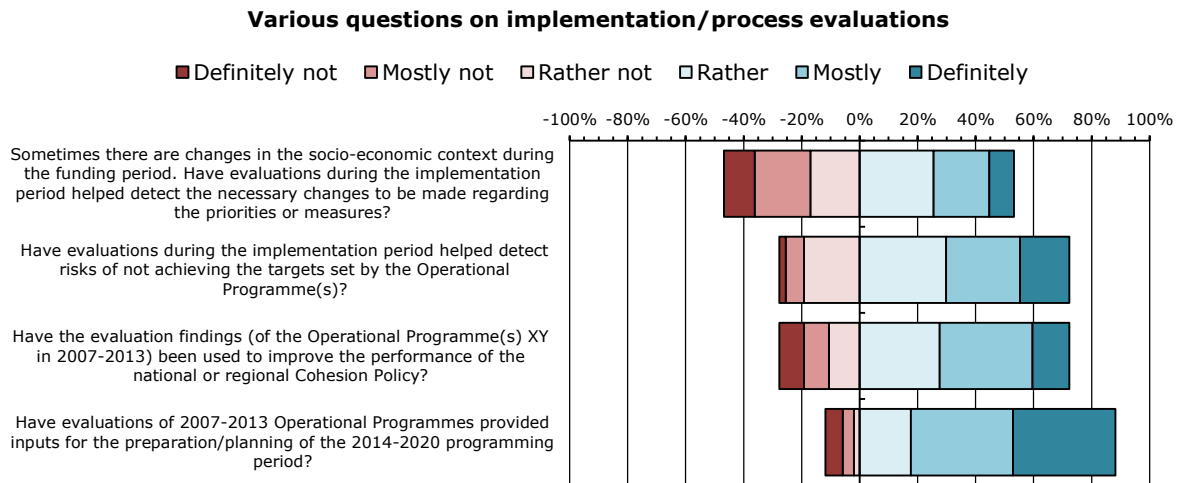 Various questions on implementation/process evaluations
Definitely not Mostly not Rather not Rather Mostly Definitely
-100% -80% -60% -40% -20% 0% 20% 40% 60% 80% 100%
Sometimes there are changes in the socio-economic context during
the funding period. Have evaluations during the implementation
period helped detect the necessary changes to be made regarding
the priorities or measures?
Have evaluations during the implementation period helped detect
risks of not achieving the targets set by the Operational
Programme(s)?
Have the evaluation findings (of the Operational Programme(s) XY
in 2007-2013) been used to improve the performance of the
national or regional Cohesion Policy?
Have evaluations of 2007-2013 Operational Programmes provided
inputs for the preparation/planning of the 2014-2020 programming
period?